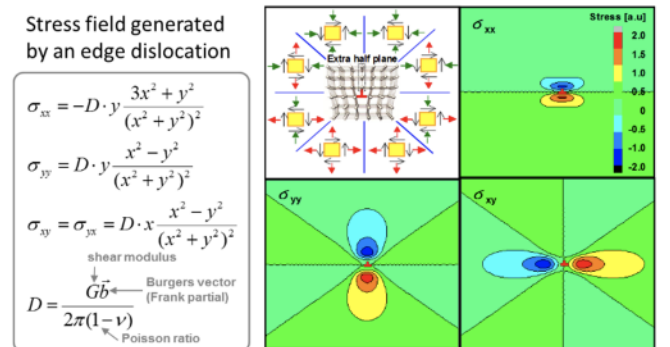 Stress field generated
by an edge dislocation
σxx = −D · y (3x² + y²) / (x² + y²)²
σyy = D · y (x² − y²) / (x² + y²)²
σxy = σyx = D · x (x² − y²) / (x² + y²)²
shear modulus
D = Gb⃗ / 2π(1 − ν)
Burgers vector
(Frank partial)
Poisson ratio
Extra half plane
σxx
Stress [a.u]
2.0
1.5
1.0
0.5
0
-0.5
-1.0
-1.5
-2.0
σyy
σxy